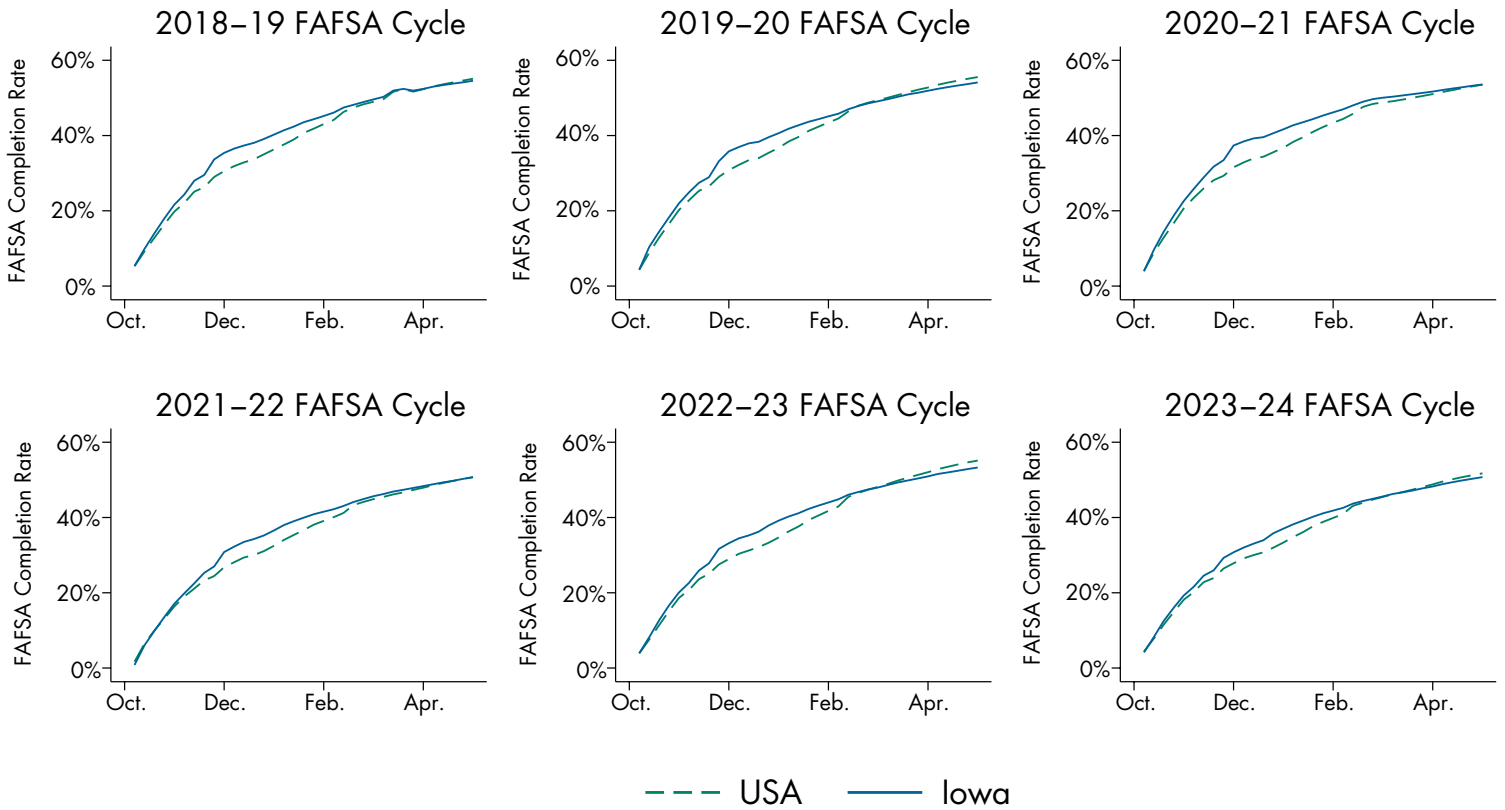 2018–19 FAFSA Cycle
FAFSA Completion Rate
60%
40%
20%
0%
Oct. Dec. Feb. Apr.
2019–20 FAFSA Cycle
FAFSA Completion Rate
60%
40%
20%
0%
Oct. Dec. Feb. Apr.
2020–21 FAFSA Cycle
FAFSA Completion Rate
60%
40%
20%
0%
Oct. Dec. Feb. Apr.
2021–22 FAFSA Cycle
FAFSA Completion Rate
60%
40%
20%
0%
Oct. Dec. Feb. Apr.
2022–23 FAFSA Cycle
FAFSA Completion Rate
60%
40%
20%
0%
Oct. Dec. Feb. Apr.
2023–24 FAFSA Cycle
FAFSA Completion Rate
60%
40%
20%
0%
Oct. Dec. Feb. Apr.
USA Iowa